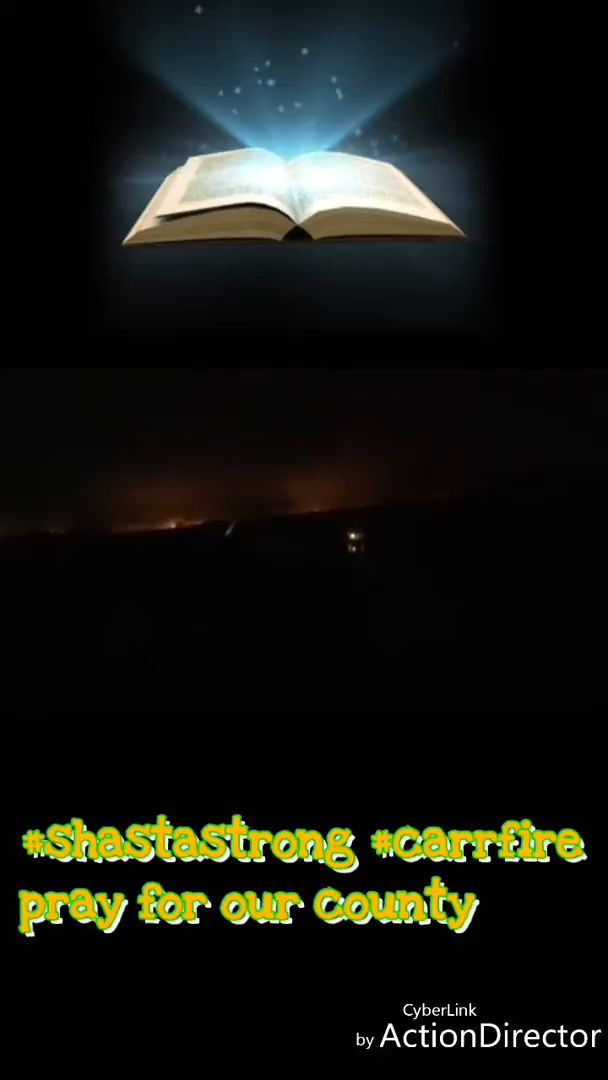 #ShastaStrong #carrfire
pray for our county
CyberLink
by ActionDirector